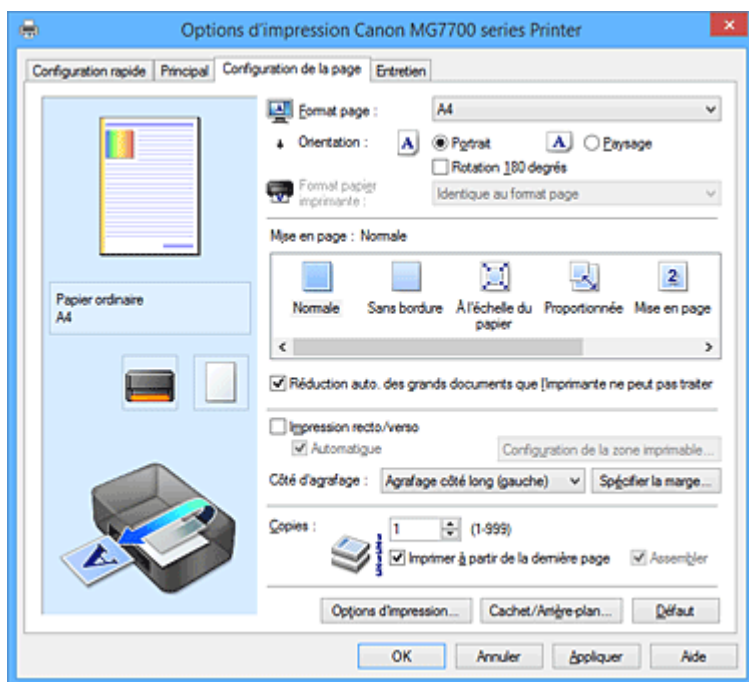 Options d'impression Canon MG7700 series Printer
Configuration rapide Principal Configuration de la page Entretien
Format page : A4
Orientation : A Portrait A Paysage
Rotation 180 degrés
Format papier imprimante : Identique au format page
Mise en page : Normale
Normale Sans bordure À l'échelle du papier Proportionnée 2 Mise en page
Papier ordinaire
A4
Réduction auto. des grands documents que l'imprimante ne peut pas traiter
Impression recto/verso
Automatique Configuration de la zone imprimable...
Côté d'agrafage : Agrafage côté long (gauche) Spécifier la marge...
Copies : 1 (1-999)
Imprimer à partir de la dernière page Assembler
A
Options d'impression... Cachet/Arrière-plan... Défaut
OK Annuler Appliquer Aide